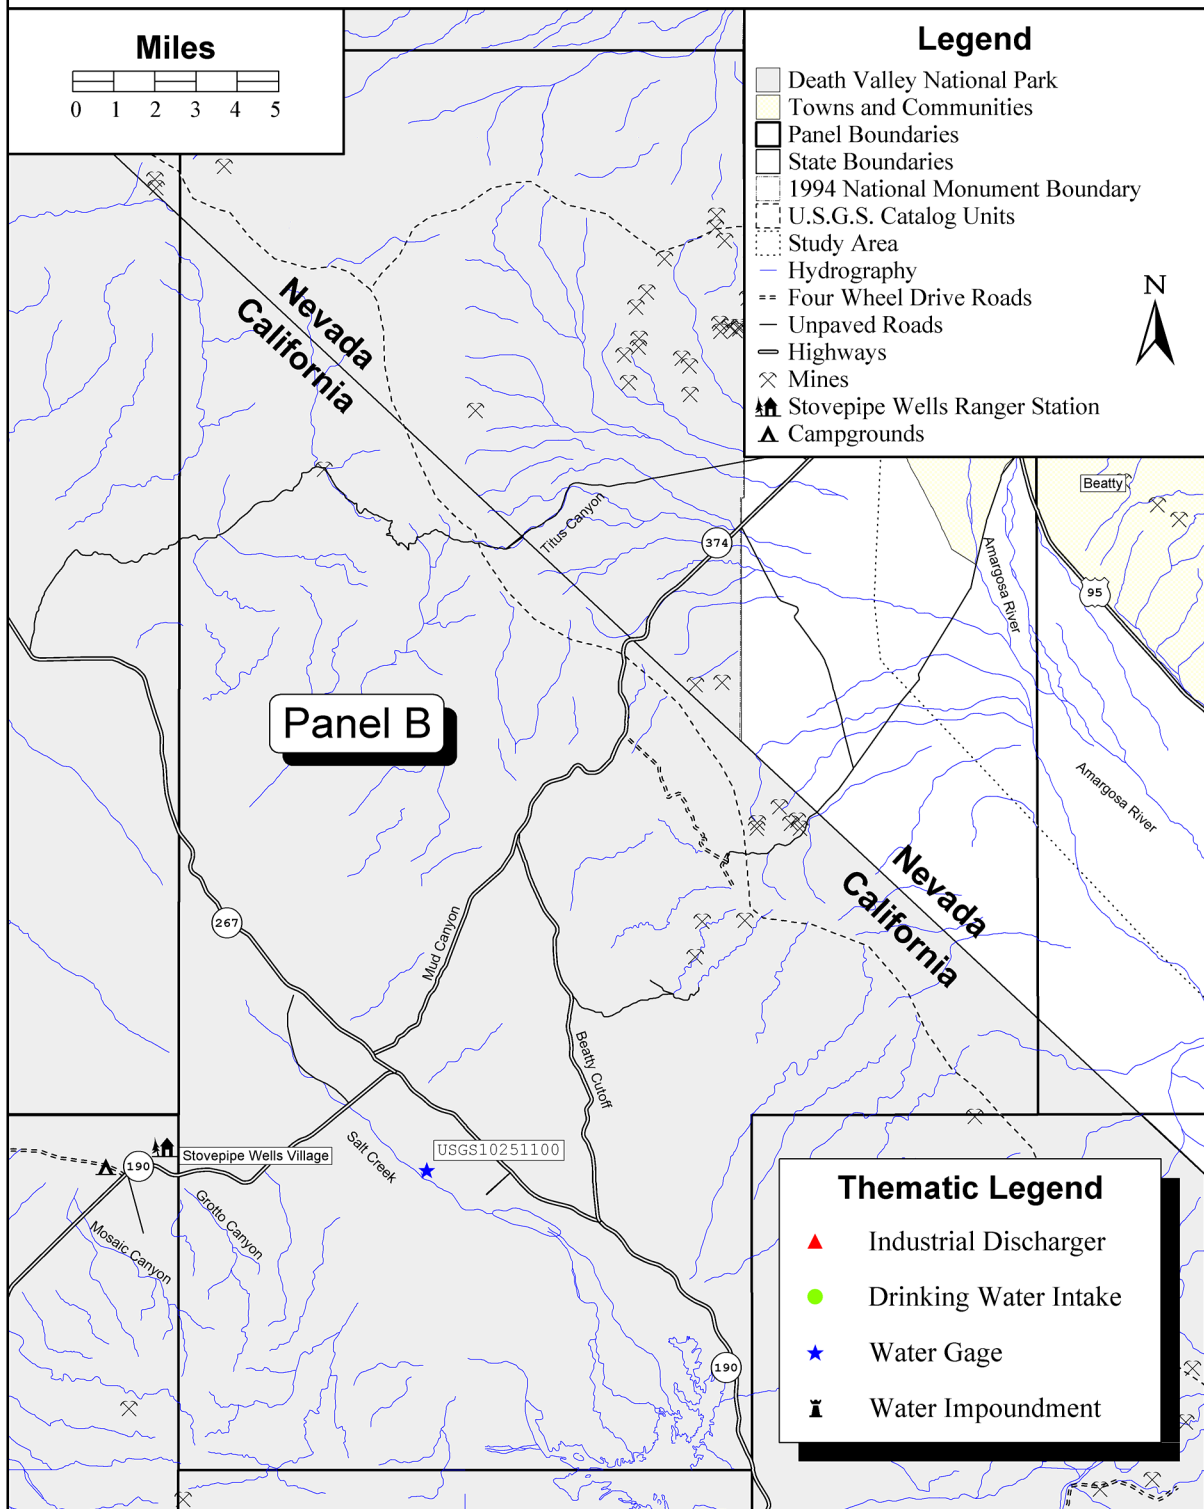 Miles
0 1 2 3 4 5
Legend
Death Valley National Park
Towns and Communities
Panel Boundaries
State Boundaries
1994 National Monument Boundary
U.S.G.S. Catalog Units
Study Area
Hydrography
Four Wheel Drive Roads
Unpaved Roads
Highways
Mines
Stovepipe Wells Ranger Station
Campgrounds
N
Nevada
California
Beatty
Titus Canyon
374
Amargosa River
95
Panel B
Amargosa River
Nevada
California
267
Mud Canyon
Beatty Cutoff
Salt Creek
USGS10251100
Stovepipe Wells Village
190
Grotto Canyon
Mosaic Canyon
190
Thematic Legend
Industrial Discharger
Drinking Water Intake
Water Gage
Water Impoundment